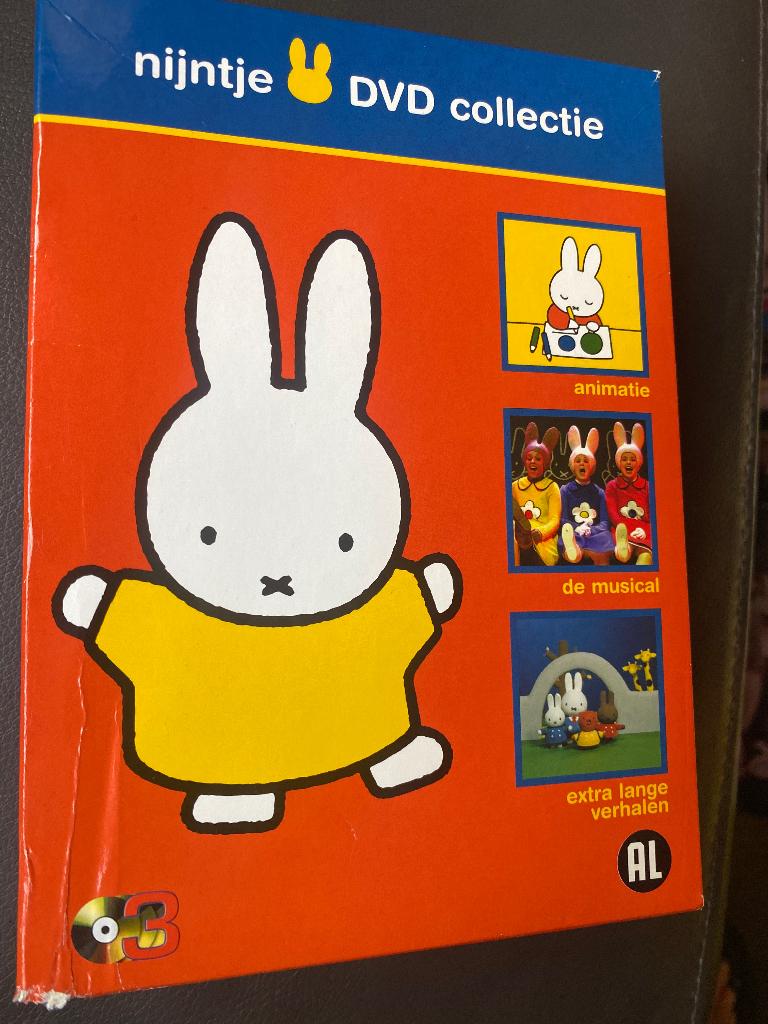 nijntje DVD collectie
animatie
de musical
extra lange
verhalen
AL
3